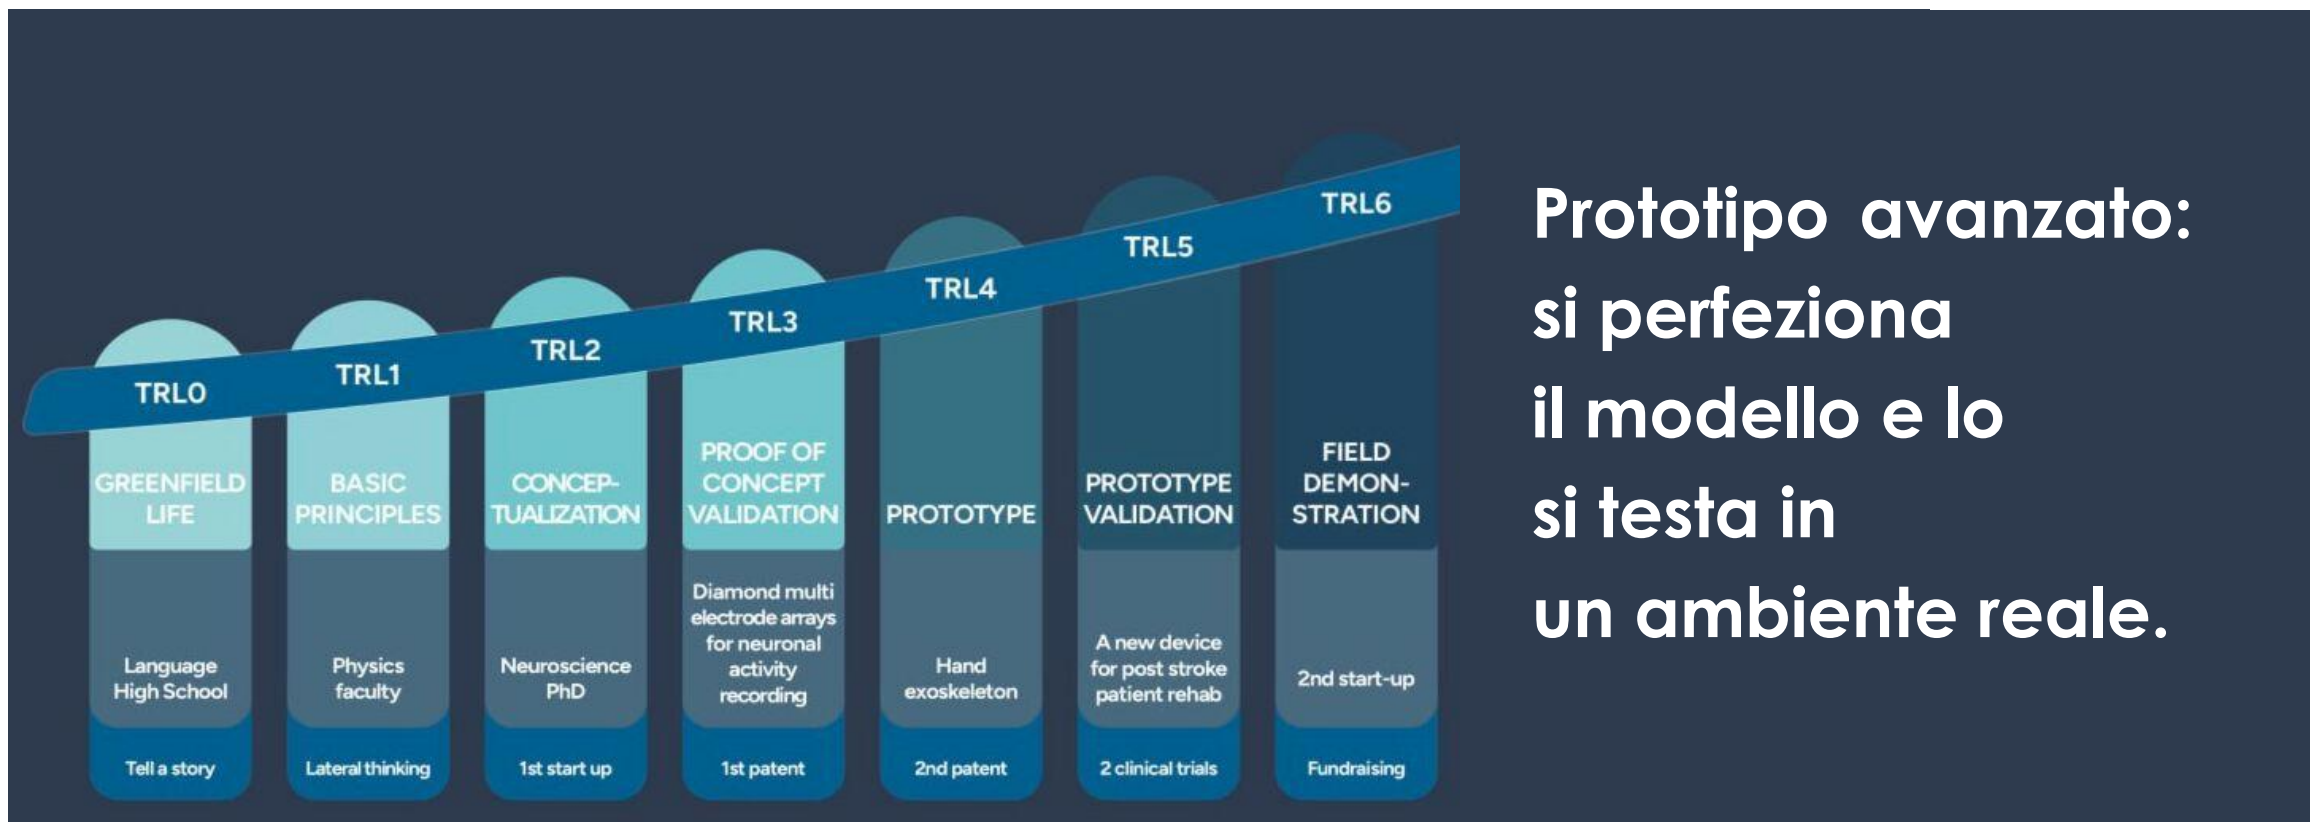 TRL0
GREENFIELD
LIFE
Language
High School
Tell a story
TRL1
BASIC
PRINCIPLES
Physics
faculty
Lateral thinking
TRL2
CONCEP-
TUALIZATION
Neuroscience
PhD
1st start up
TRL3
PROOF OF
CONCEPT
VALIDATION
Diamond multi
electrode arrays
for neuronal
activity
recording
1st patent
TRL4
PROTOTYPE
Hand
exoskeleton
2nd patent
TRL5
PROTOTYPE
VALIDATION
A new device
for post stroke
patient rehab
2 clinical trials
TRL6
FIELD
DEMON-
STRATION
2nd start-up
Fundraising
Prototipo avanzato:
si perfeziona
il modello e lo
si testa in
un ambiente reale.